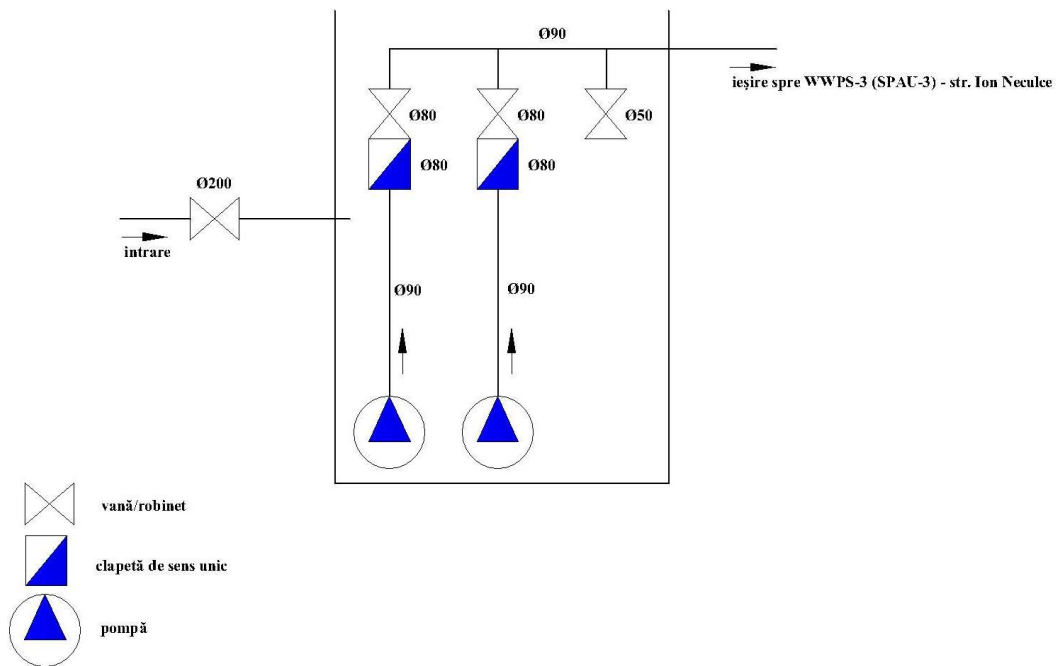 Ø90
ieșire spre WWPS-3 (SPAU-3) - str. Ion Neculce
Ø80
Ø80
Ø50
Ø80
Ø80
Ø200
intrare
Ø90
Ø90
vană/robinet
clapetă de sens unic
pompă